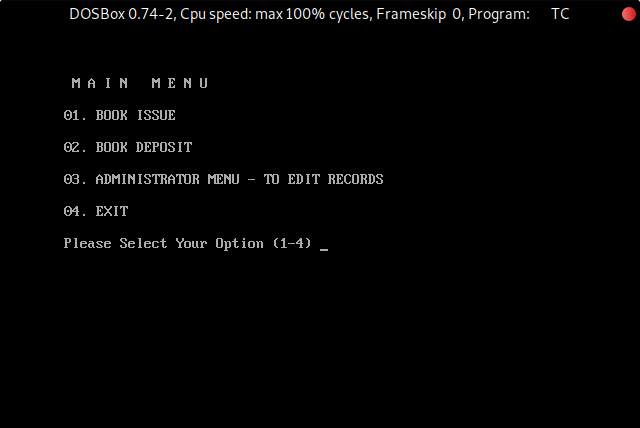 DOSBox 0.74-2, Cpu speed: max 100% cycles, Frameskip 0, Program: TC
M A I N M E N U
01. BOOK ISSUE
02. BOOK DEPOSIT
03. ADMINISTRATOR MENU - TO EDIT RECORDS
04. EXIT
Please Select Your Option (1-4) _